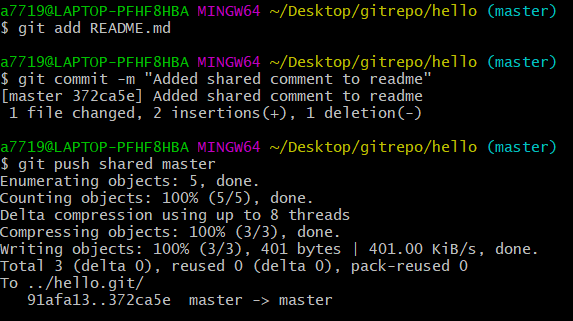 a7719@LAPTOP-PFHF8HBA MINGW64 ~/Desktop/gitrepo/hello (master)
$ git add README.md
a7719@LAPTOP-PFHF8HBA MINGW64 ~/Desktop/gitrepo/hello (master)
$ git commit -m "Added shared comment to readme"
[master 372ca5e] Added shared comment to readme
 1 file changed, 2 insertions(+), 1 deletion(-)
a7719@LAPTOP-PFHF8HBA MINGW64 ~/Desktop/gitrepo/hello (master)
$ git push shared master
Enumerating objects: 5, done.
Counting objects: 100% (5/5), done.
Delta compression using up to 8 threads
Compressing objects: 100% (3/3), done.
Writing objects: 100% (3/3), 401 bytes | 401.00 KiB/s, done.
Total 3 (delta 0), reused 0 (delta 0), pack-reused 0
To ../hello.git/
   91afa13..372ca5e  master -> master